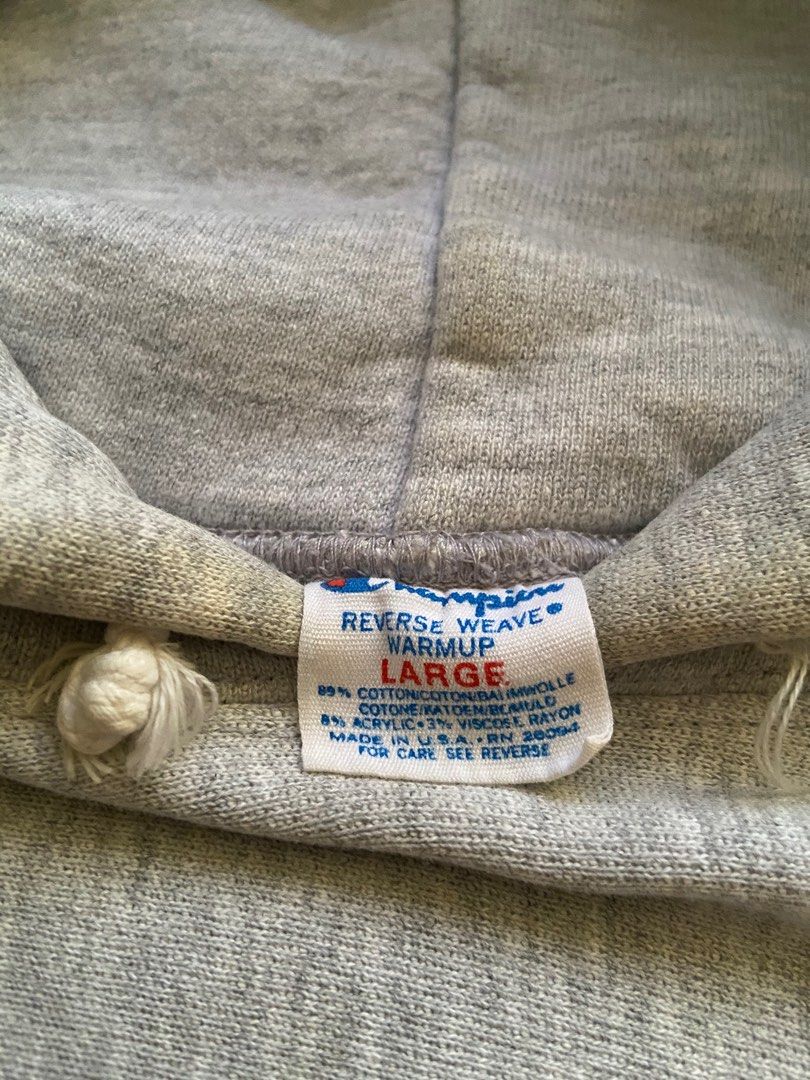 Champion
REVERSE WEAVE®
WARMUP
LARGE
89% COTTON/COTON/BAUMWOLLE
COTONE/KATOEN/BUMULD
8% ACRYLIC • 3% VISCOSE RAYON
MADE IN U.S.A. • RN 26094
FOR CARE SEE REVERSE